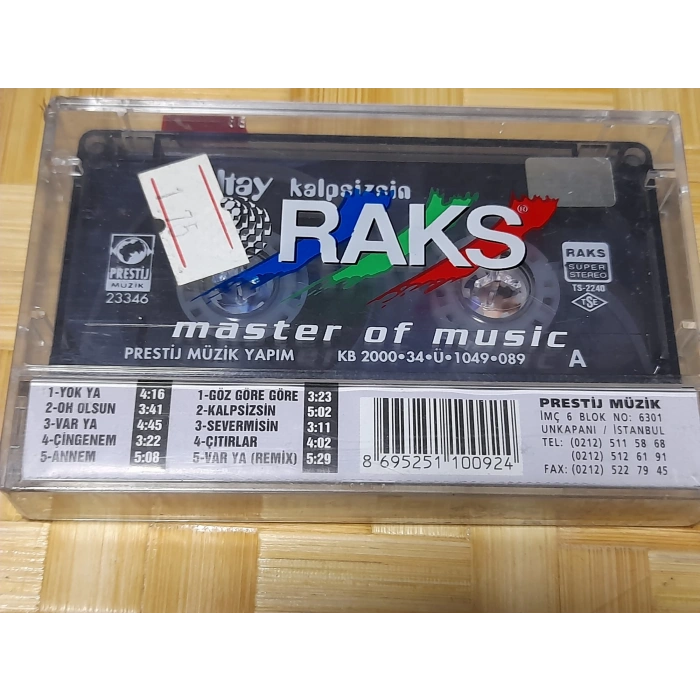 kalpsizsin
1.75
RAKS®
PRESTİJ
MÜZİK
23346
RAKS
SUPER
STEREO
TS-2240
TSE
master of music
PRESTİJ MÜZİK YAPIM KB 2000•34•Ü•1049•089 A
1-YOK YA 4:16
2-OH OLSUN 3:41
3-VAR YA 4:45
4-ÇİNGENEM 3:22
5-ANNEM 5:08
1-GÖZ GÖRE GÖRE 3:23
2-KALPSİZSİN 5:02
3-SEVERMİSİN 3:11
4-ÇITIRLAR 4:02
5-VAR YA (REMIX) 5:29
8 695251 100924
PRESTİJ MÜZİK
İMÇ 6 BLOK NO: 6301
UNKAPANI / İSTANBUL
TEL: (0212) 511 58 68
(0212) 512 61 91
FAX: (0212) 522 79 45